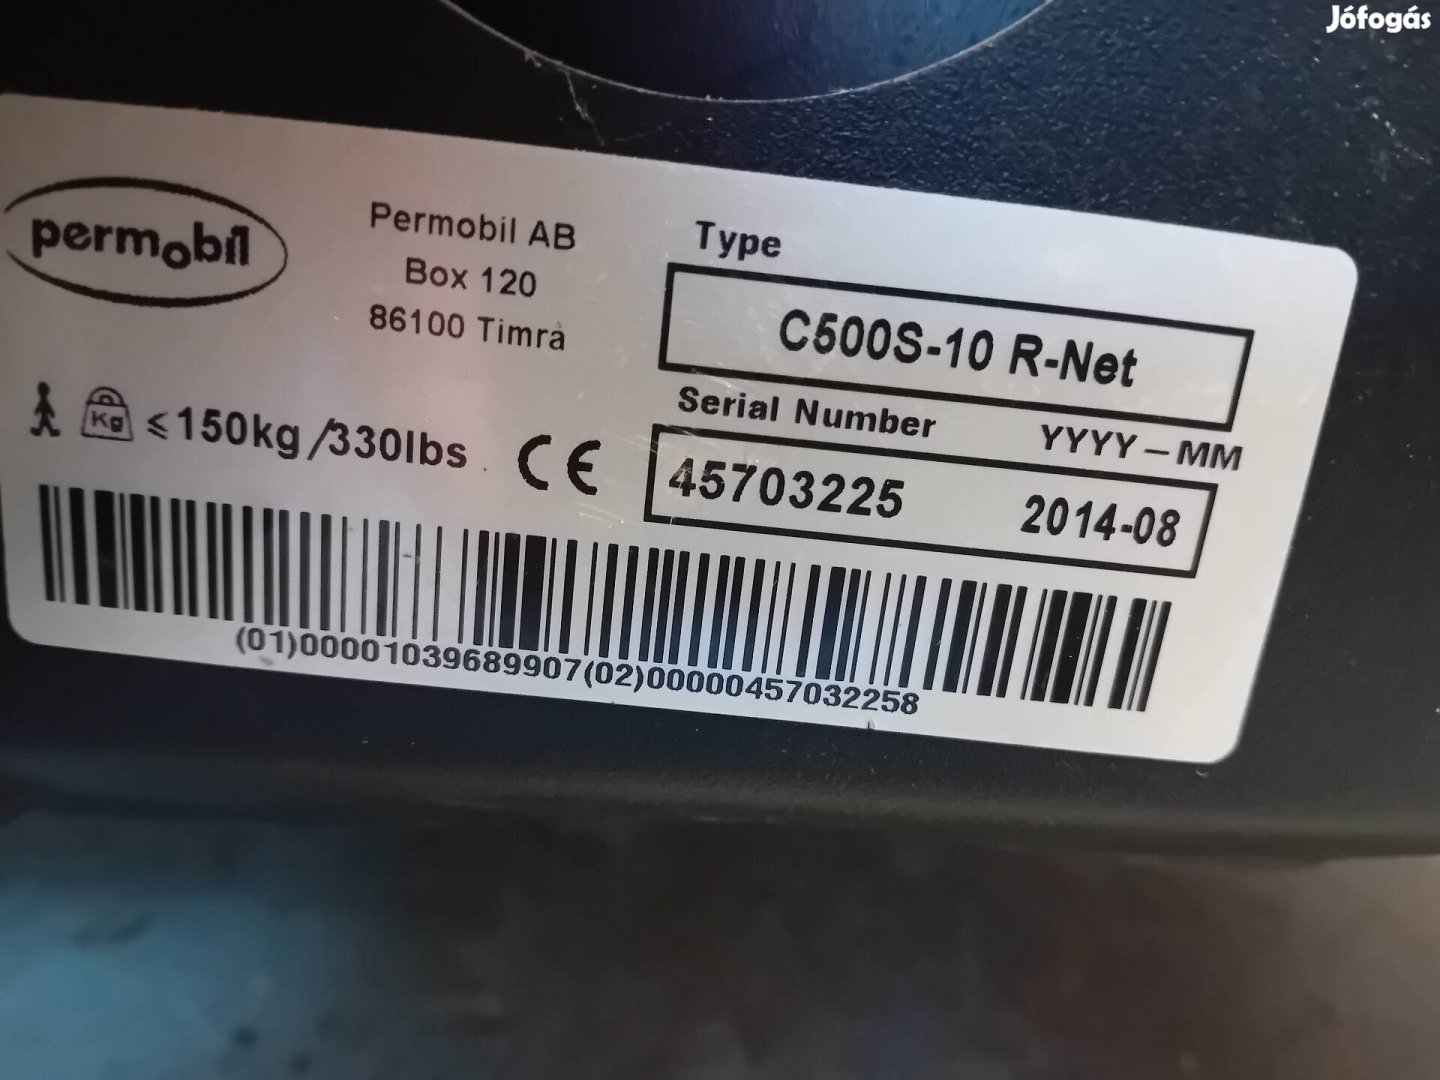 Jófogás
permobil
Permobil AB
Box 120
86100 Timrå
Type
C500S-10 R-Net
Serial Number YYYY-MM
45703225 2014-08
Kg ≤150kg/330lbs CE
(01)00001039689907(02)00000457032258